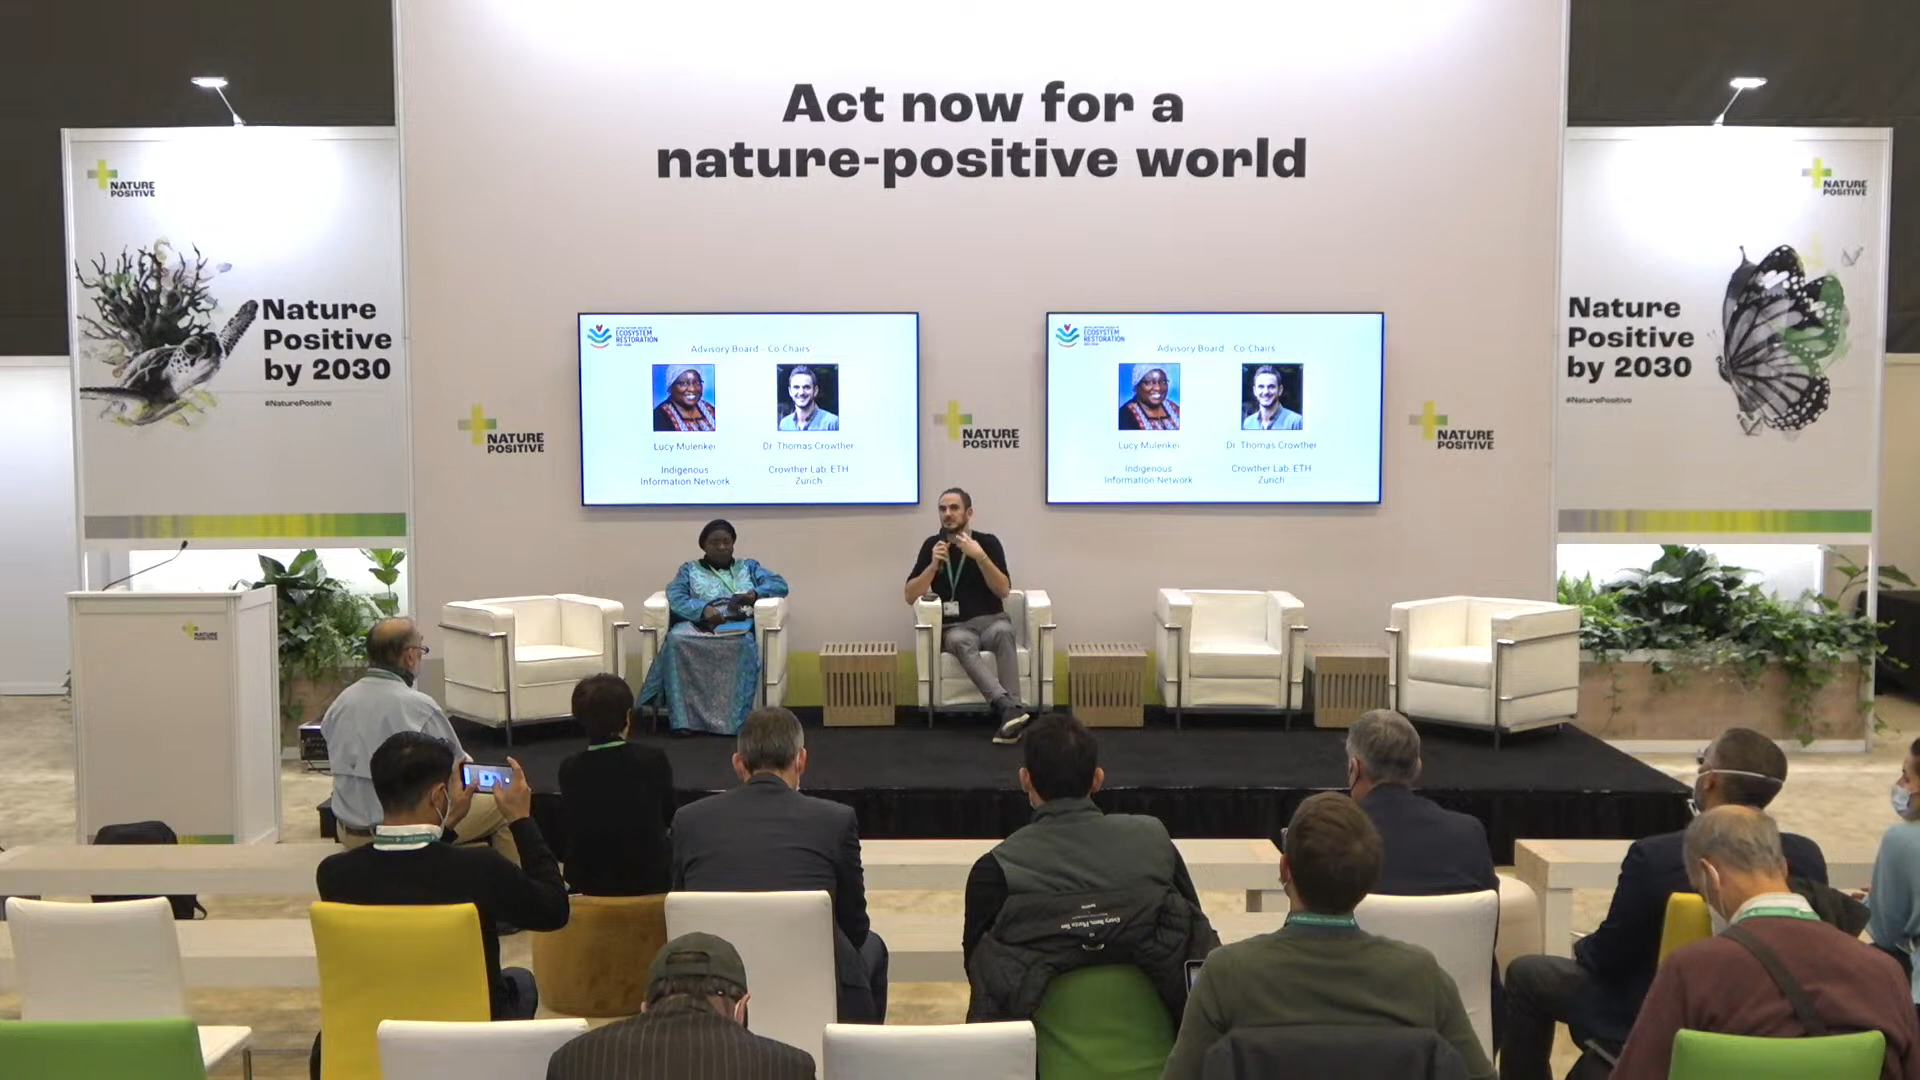 Act now for a
nature-positive world
NATURE
POSITIVE
Nature
Positive
by 2030
#NaturePositive
NATURE
POSITIVE
Nature
Positive
by 2030
#NaturePositive
NATURE
POSITIVE
ECOSYSTEM
RESTORATION
Advisory Board - Co Chairs
Lucy Mulenkei
Indigenous
Information Network
Dr. Thomas Crowther
Crowther Lab. ETH
Zurich
NATURE
POSITIVE
ECOSYSTEM
RESTORATION
Advisory Board - Co Chairs
Lucy Mulenkei
Indigenous
Information Network
Dr. Thomas Crowther
Crowther Lab. ETH
Zurich
NATURE
POSITIVE
NATURE
POSITIVE